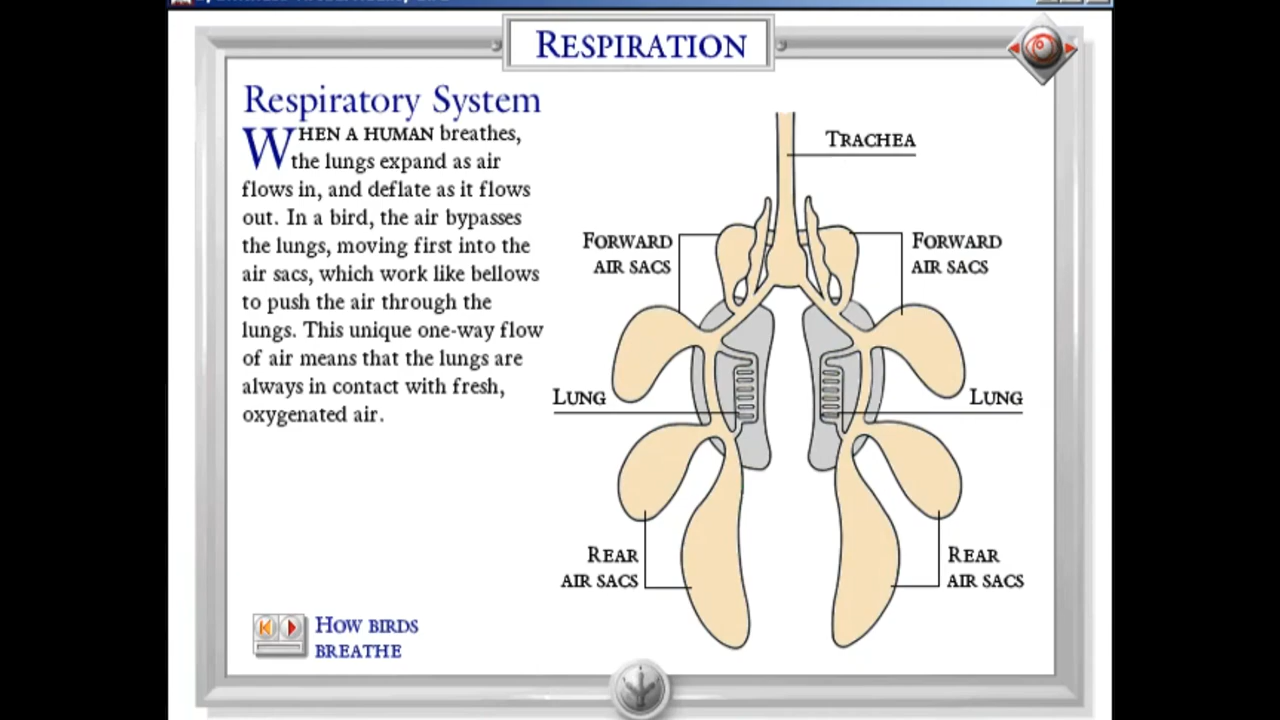 RESPIRATION
Respiratory System
WHEN A HUMAN breathes,
the lungs expand as air
flows in, and deflate as it flows
out. In a bird, the air bypasses
the lungs, moving first into the
air sacs, which work like bellows
to push the air through the
lungs. This unique one-way flow
of air means that the lungs are
always in contact with fresh,
oxygenated air.
TRACHEA
FORWARD
AIR SACS
FORWARD
AIR SACS
LUNG
LUNG
REAR
AIR SACS
REAR
AIR SACS
HOW BIRDS
BREATHE